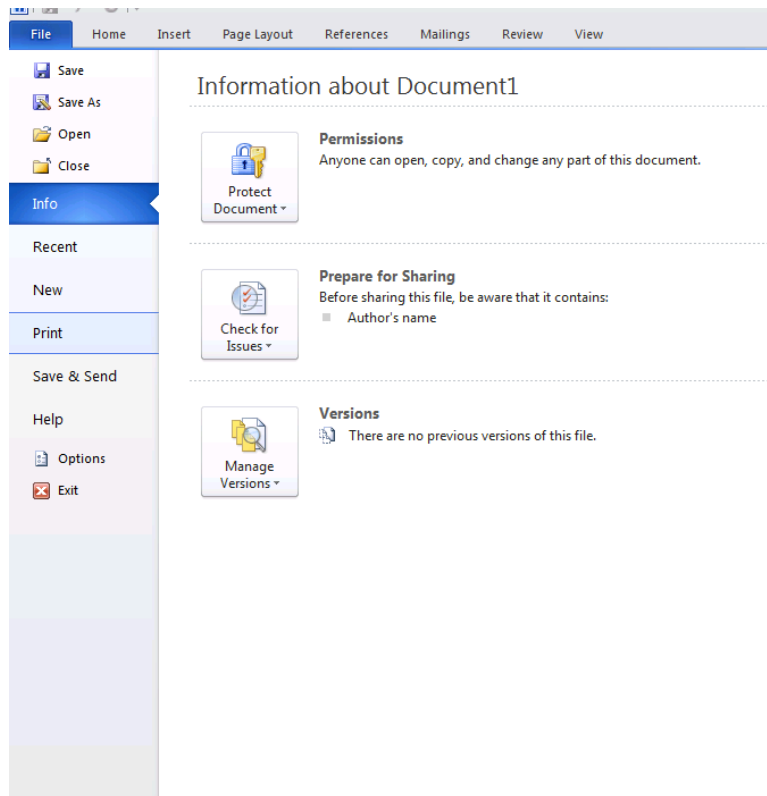 File Home Insert Page Layout References Mailings Review View
Save
Save As
Open
Close
Info
Recent
New
Print
Save & Send
Help
Options
Exit
Information about Document1
Protect
Document
Permissions
Anyone can open, copy, and change any part of this document.
Check for
Issues
Prepare for Sharing
Before sharing this file, be aware that it contains:
Author's name
Manage
Versions
Versions
There are no previous versions of this file.